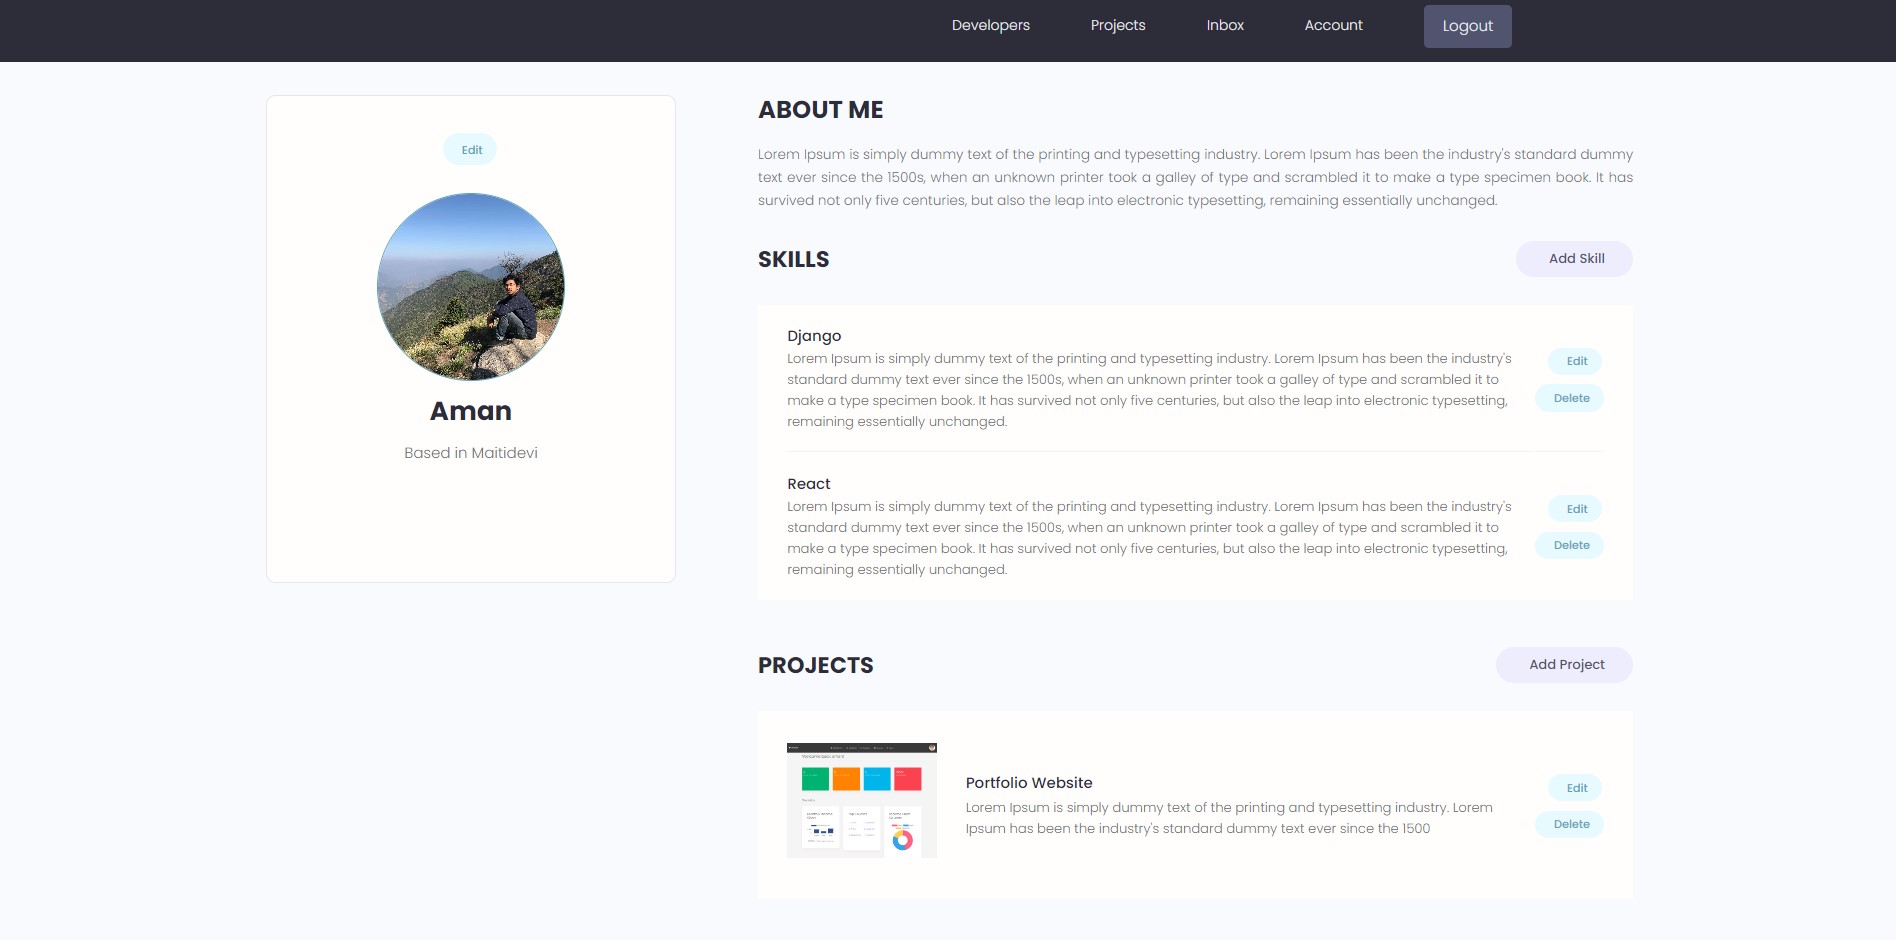 Developers
Projects
Inbox
Account
Logout
Edit
Aman
Based in Maitidevi
ABOUT ME
Lorem Ipsum is simply dummy text of the printing and typesetting industry. Lorem Ipsum has been the industry's standard dummy
text ever since the 1500s, when an unknown printer took a galley of type and scrambled it to make a type specimen book. It has
survived not only five centuries, but also the leap into electronic typesetting, remaining essentially unchanged.
SKILLS
Add Skill
Django
Lorem Ipsum is simply dummy text of the printing and typesetting industry. Lorem Ipsum has been the industry's
standard dummy text ever since the 1500s, when an unknown printer took a galley of type and scrambled it to
make a type specimen book. It has survived not only five centuries, but also the leap into electronic typesetting,
remaining essentially unchanged.
Edit
Delete
React
Lorem Ipsum is simply dummy text of the printing and typesetting industry. Lorem Ipsum has been the industry's
standard dummy text ever since the 1500s, when an unknown printer took a galley of type and scrambled it to
make a type specimen book. It has survived not only five centuries, but also the leap into electronic typesetting,
remaining essentially unchanged.
Edit
Delete
PROJECTS
Add Project
Welcome back
Portfolio Website
Lorem Ipsum is simply dummy text of the printing and typesetting industry. Lorem
Ipsum has been the industry's standard dummy text ever since the 1500
Edit
Delete